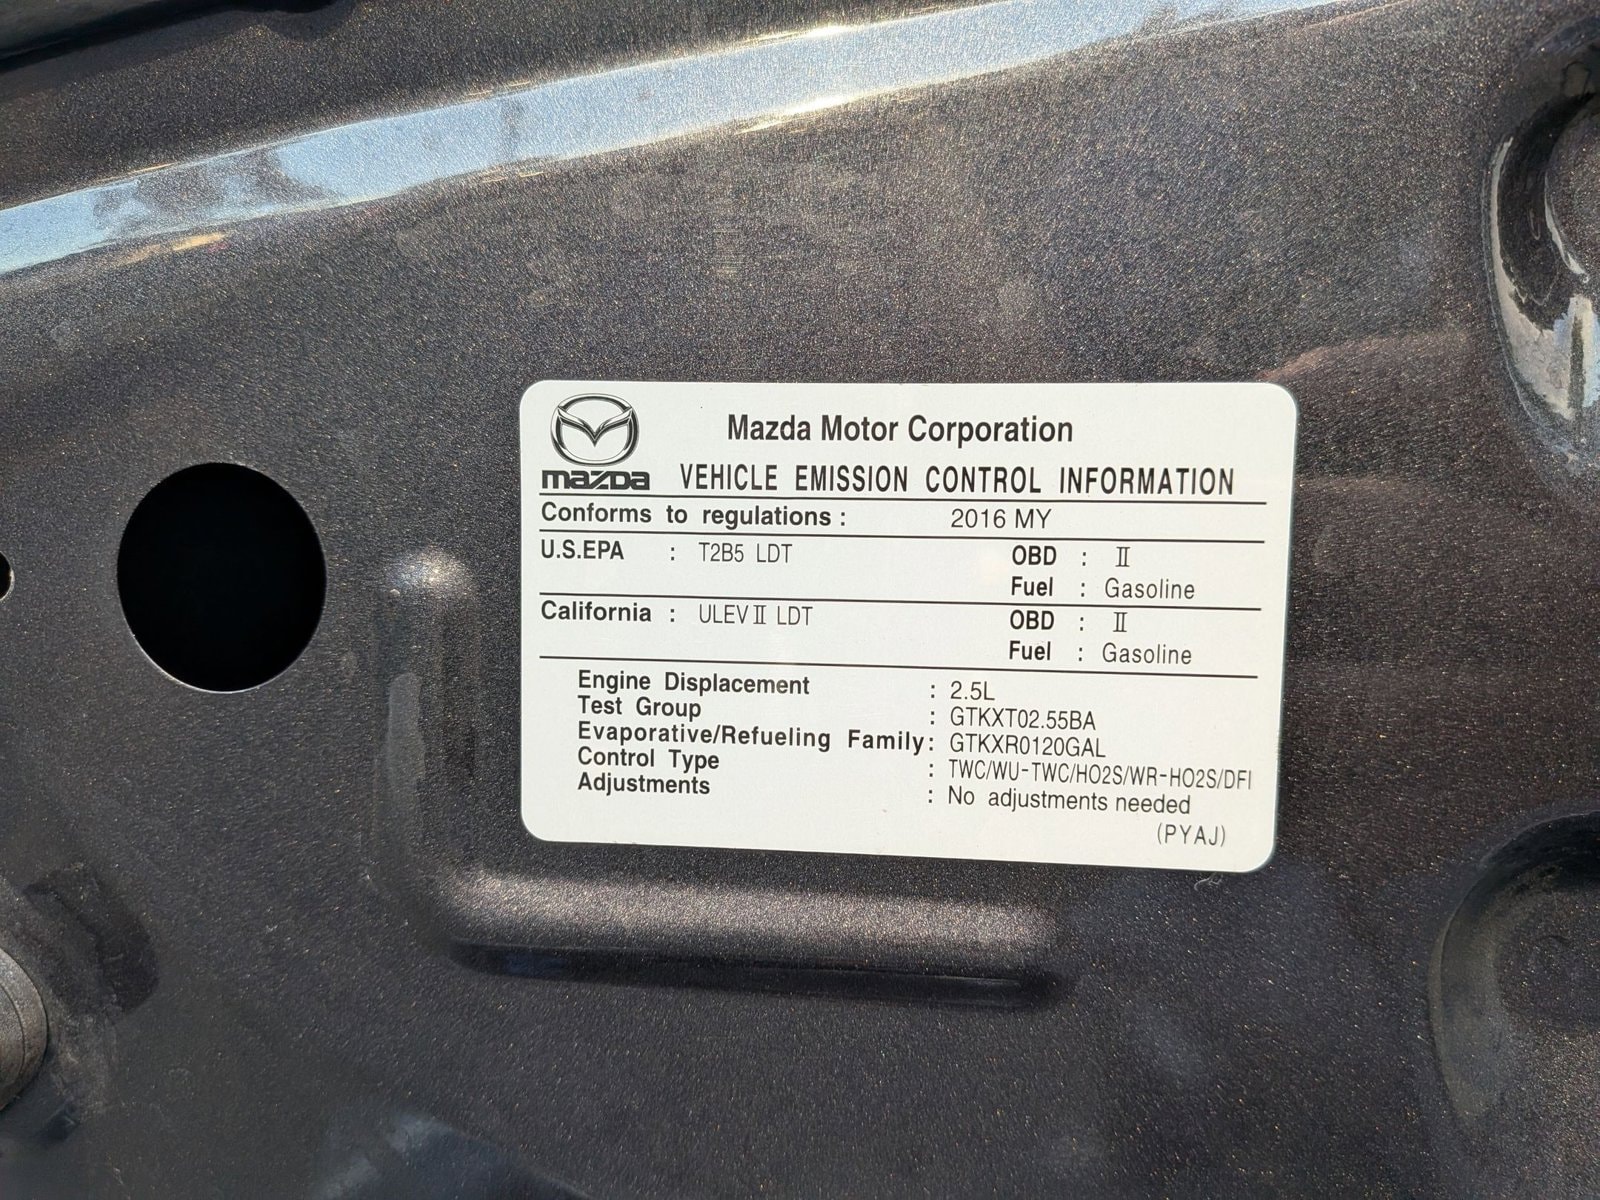 Mazda Motor Corporation
mazda VEHICLE EMISSION CONTROL INFORMATION
Conforms to regulations : 2016 MY
U.S.EPA : T2B5 LDT OBD : Ⅱ
Fuel : Gasoline
California : ULEVⅡ LDT OBD : Ⅱ
Fuel : Gasoline
Engine Displacement : 2.5L
Test Group : GTKXT02.55BA
Evaporative/Refueling Family : GTKXR0120GAL
Control Type : TWC/WU-TWC/HO2S/WR-HO2S/DFI
Adjustments : No adjustments needed
(PYAJ)